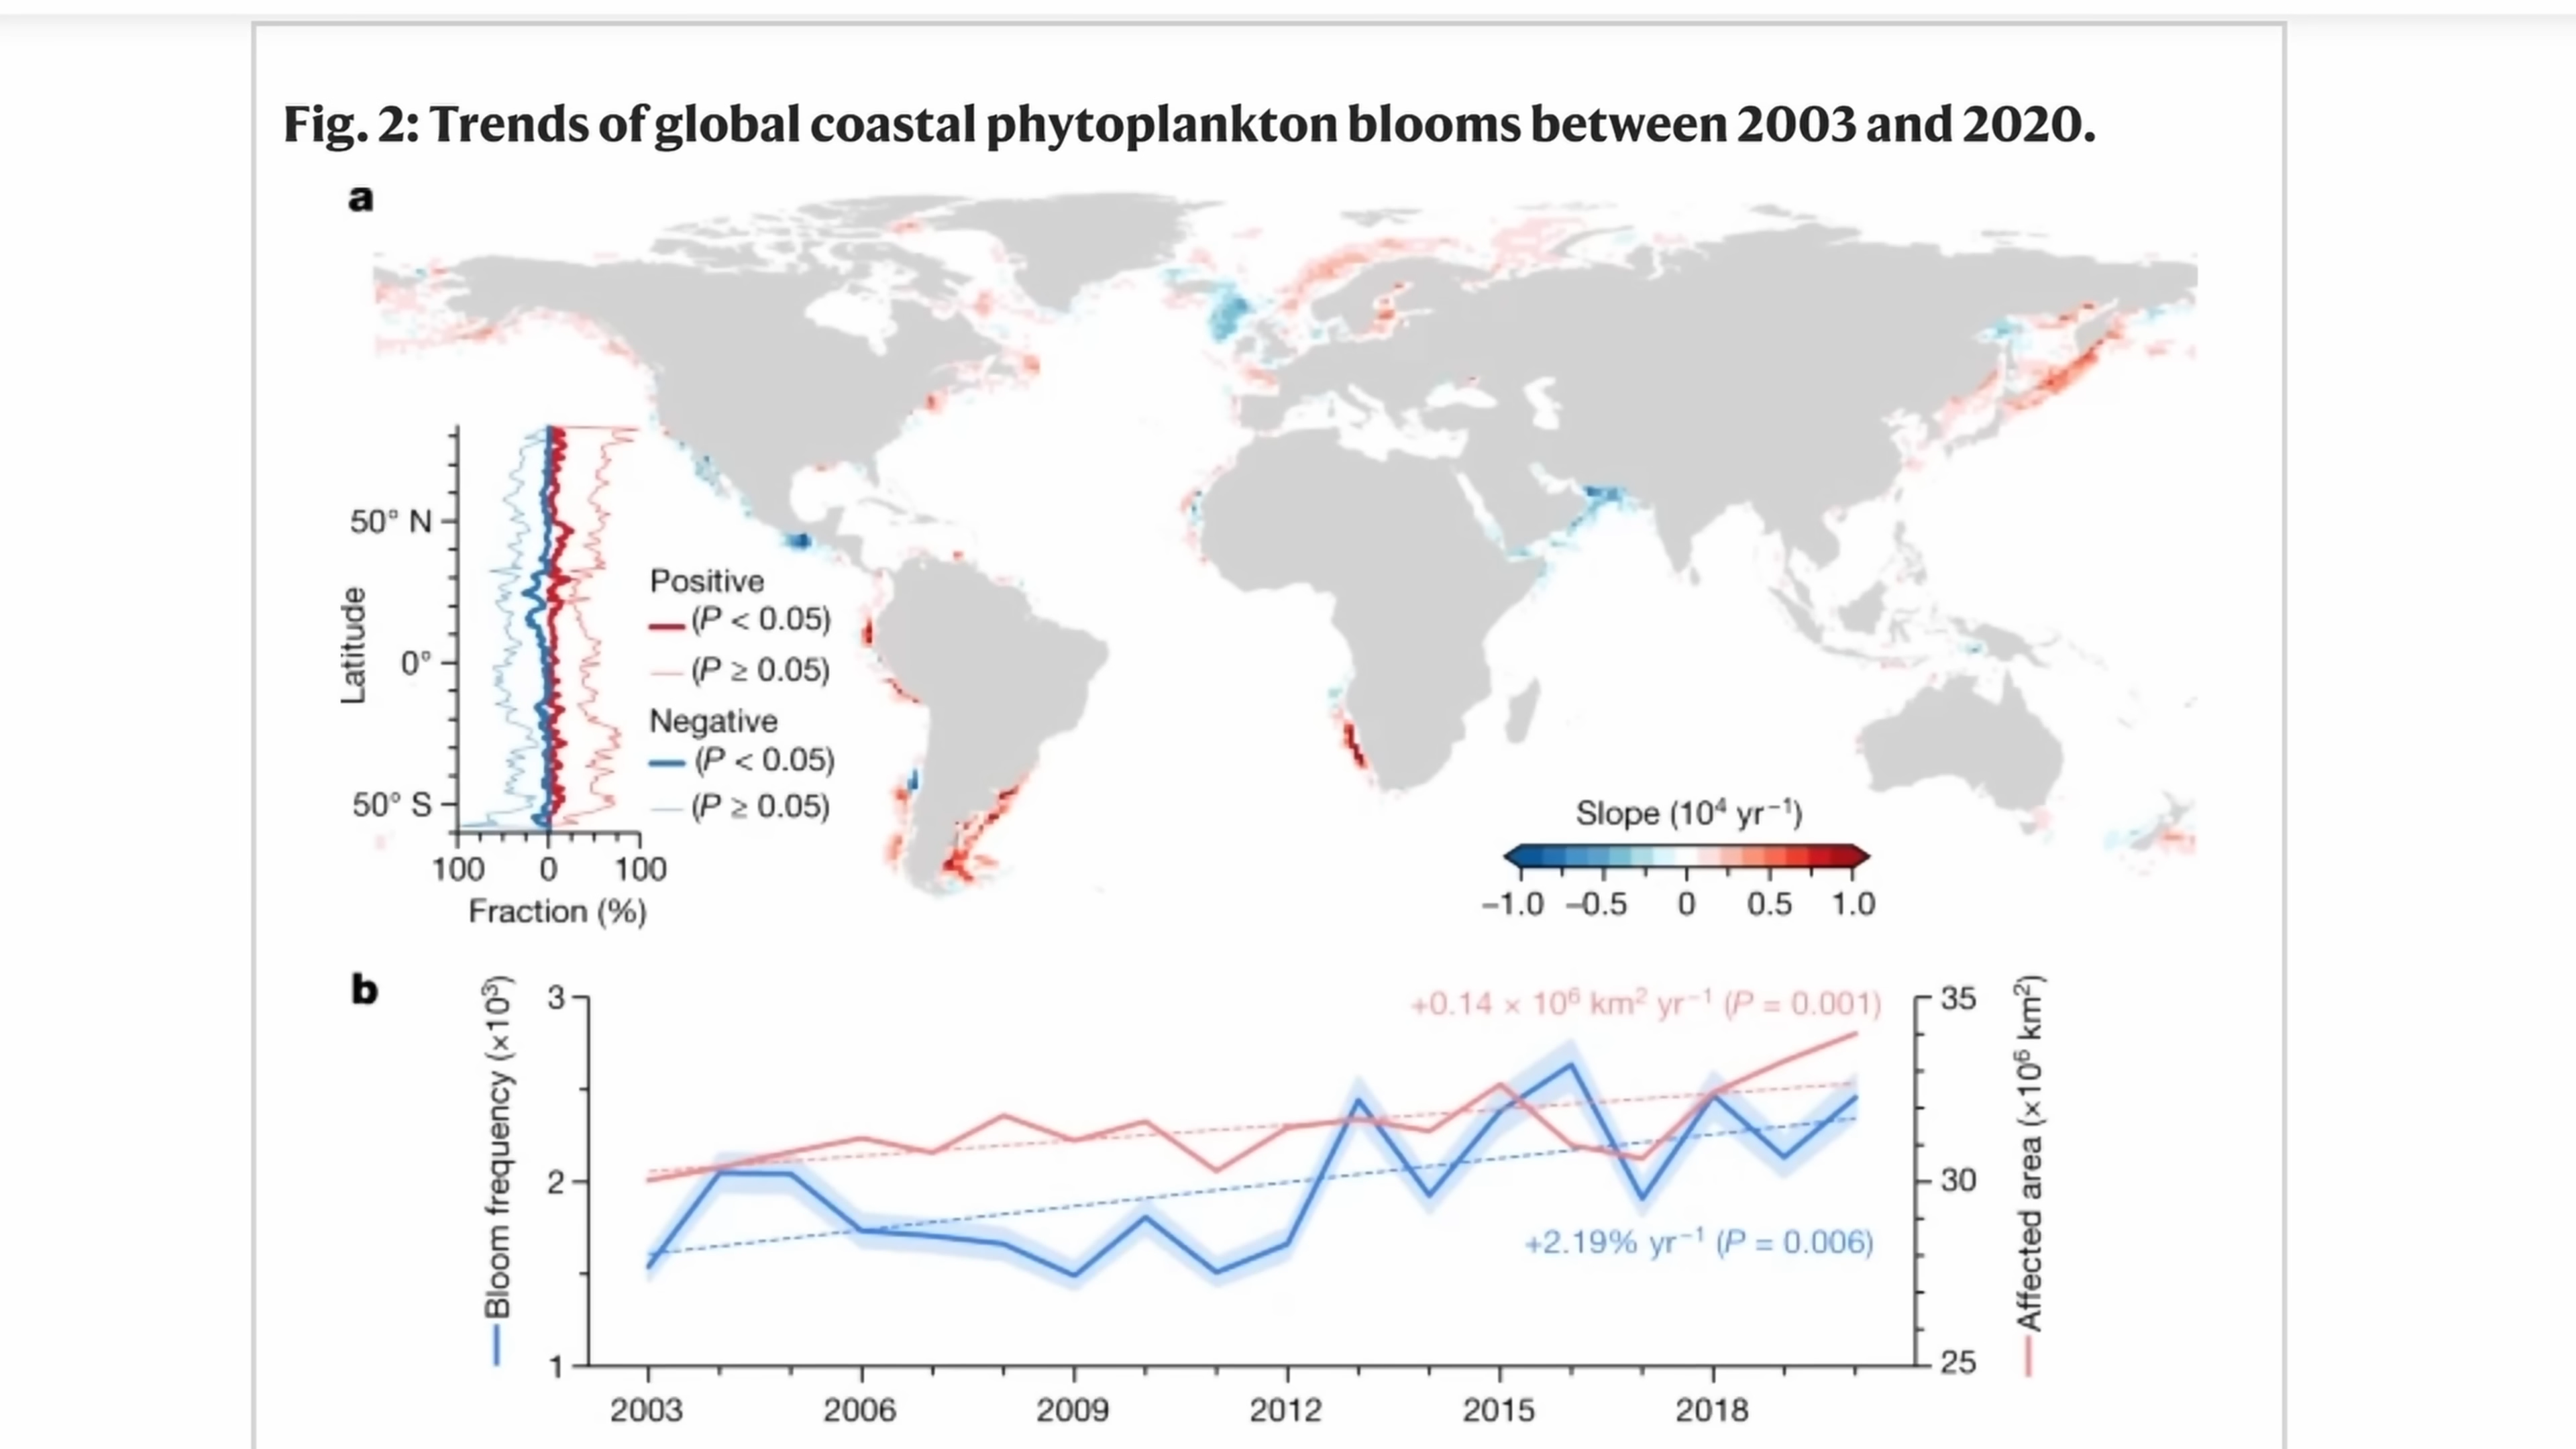 Fig. 2: Trends of global coastal phytoplankton blooms between 2003 and 2020.
a
50° N
0°
50° S
Latitude
100 0 100
Fraction (%)
Positive
(P < 0.05)
(P ≥ 0.05)
Negative
(P < 0.05)
(P ≥ 0.05)
Slope (10⁴ yr⁻¹)
−1.0 −0.5 0 0.5 1.0
b
Bloom frequency (×10³)
3
2
1
+0.14 × 10⁶ km² yr⁻¹ (P = 0.001)
+2.19% yr⁻¹ (P = 0.006)
35
30
25
Affected area (×10⁶ km²)
2003 2006 2009 2012 2015 2018